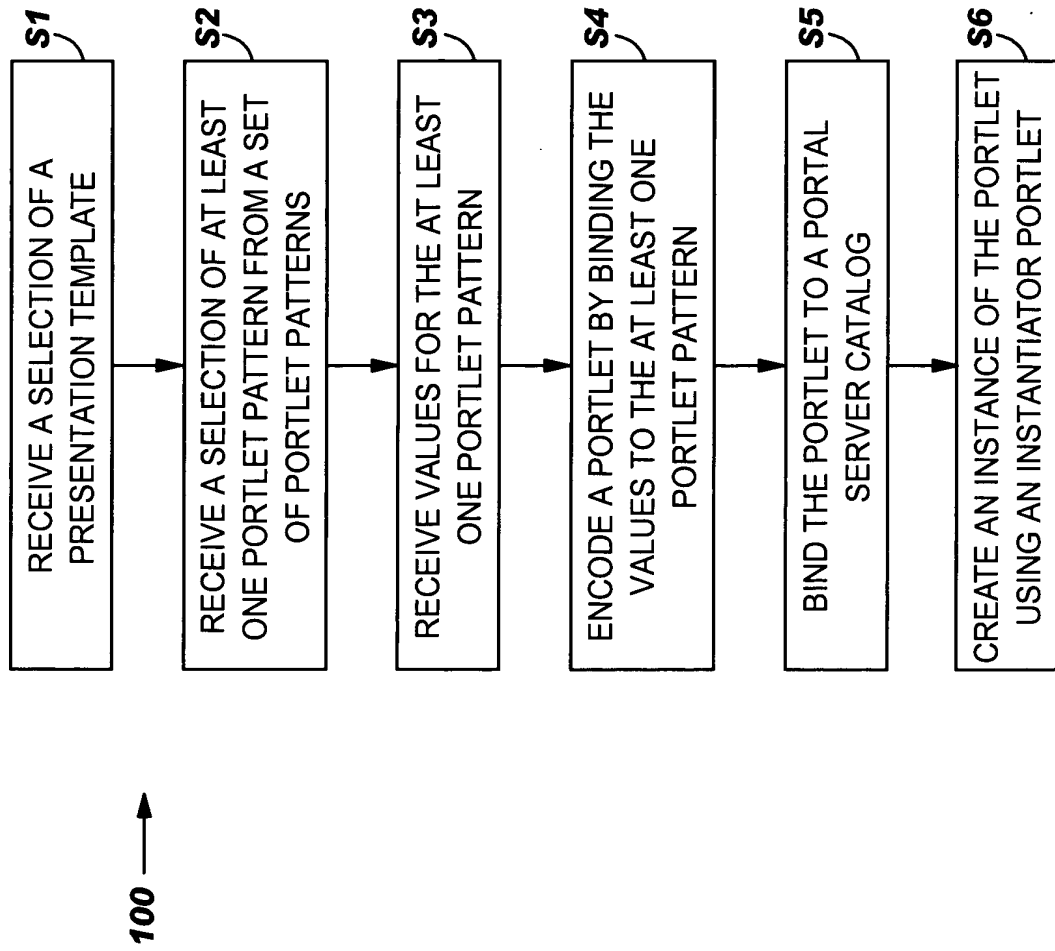 100
RECEIVE A SELECTION OF A
PRESENTATION TEMPLATE
S1
RECEIVE A SELECTION OF AT LEAST
ONE PORTLET PATTERN FROM A SET
OF PORTLET PATTERNS
S2
RECEIVE VALUES FOR THE AT LEAST
ONE PORTLET PATTERN
S3
ENCODE A PORTLET BY BINDING THE
VALUES TO THE AT LEAST ONE
PORTLET PATTERN
S4
BIND THE PORTLET TO A PORTAL
SERVER CATALOG
S5
CREATE AN INSTANCE OF THE PORTLET
USING AN INSTANTIATOR PORTLET
S6